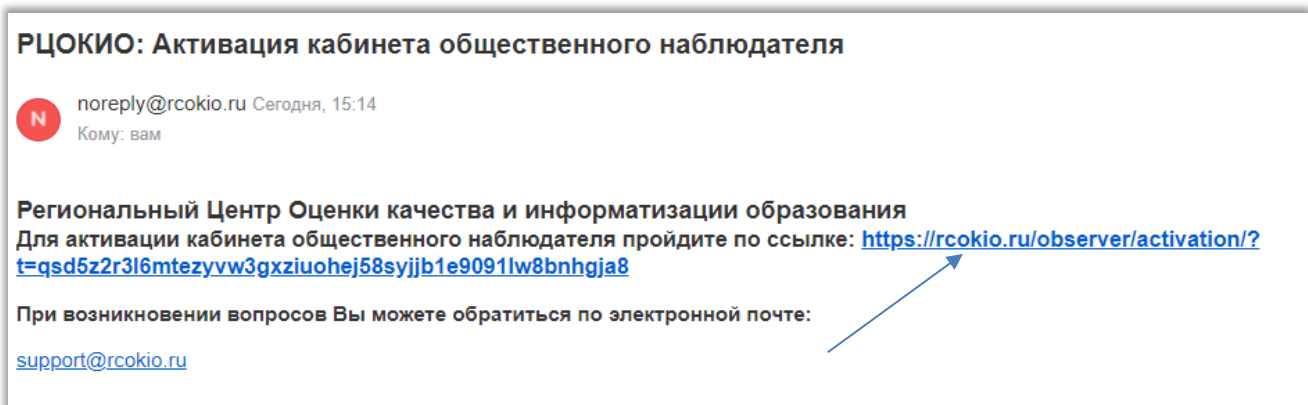 РЦОКИО: Активация кабинета общественного наблюдателя
N
noreply@rcokio.ru Сегодня, 15:14
Кому: вам
Региональный Центр Оценки качества и информатизации образования
Для активации кабинета общественного наблюдателя пройдите по ссылке: https://rcokio.ru/observer/activation/?
t=qsd5z2r3l6mtezyvw3gxziuohej58syjjb1e9091lw8bnhgja8
При возникновении вопросов Вы можете обратиться по электронной почте:
support@rcokio.ru